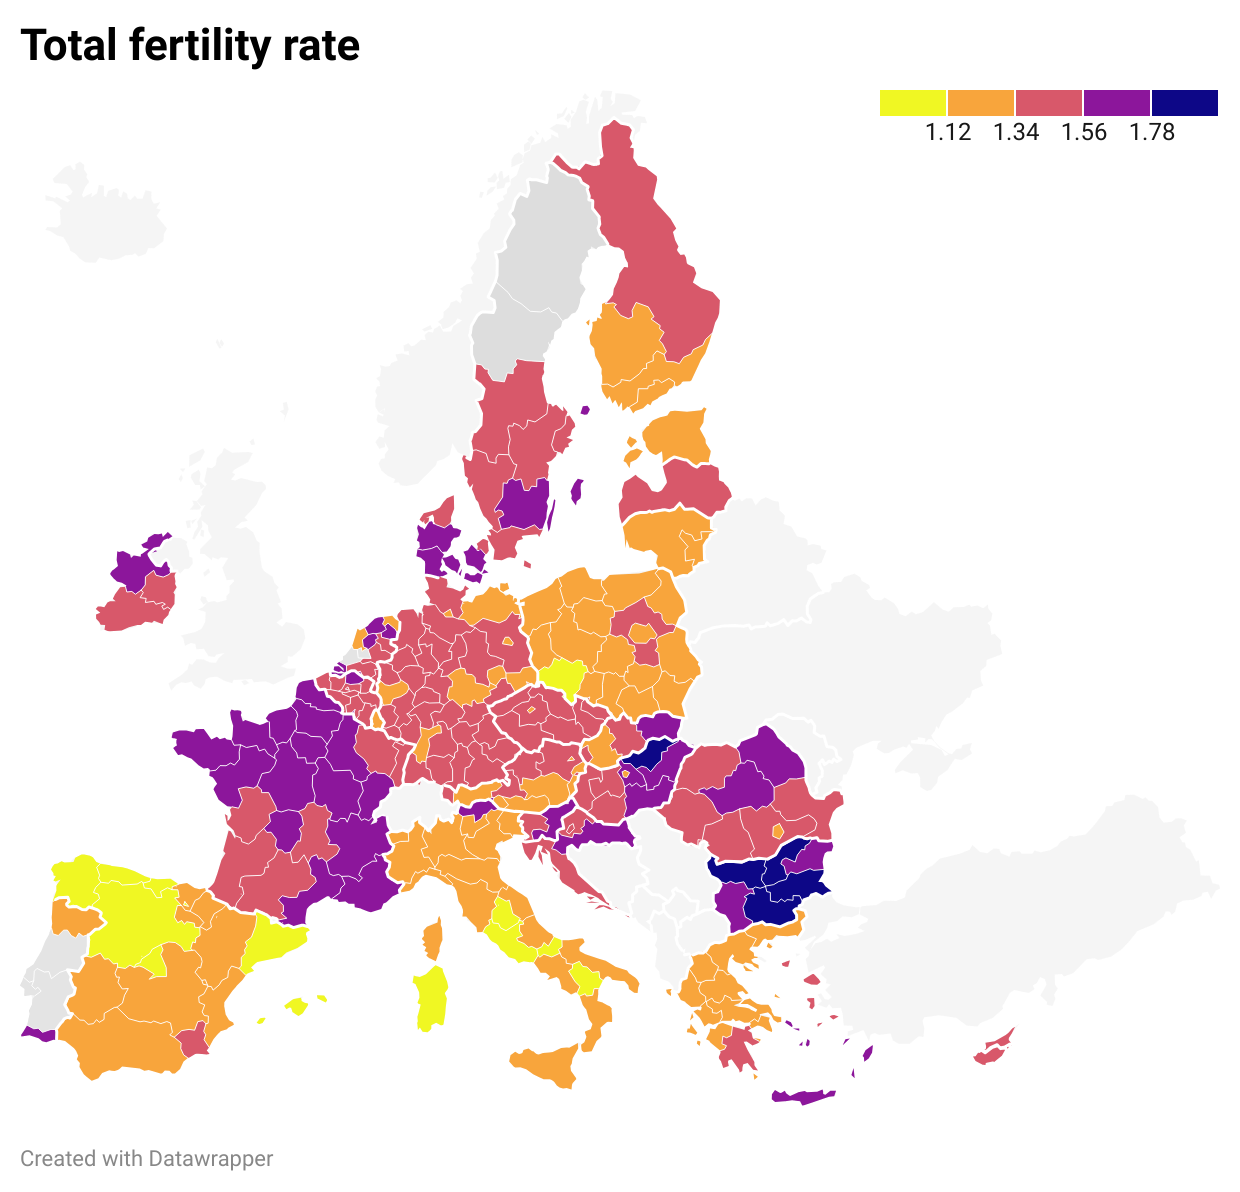 Total fertility rate
1.12 1.34 1.56 1.78
Created with Datawrapper